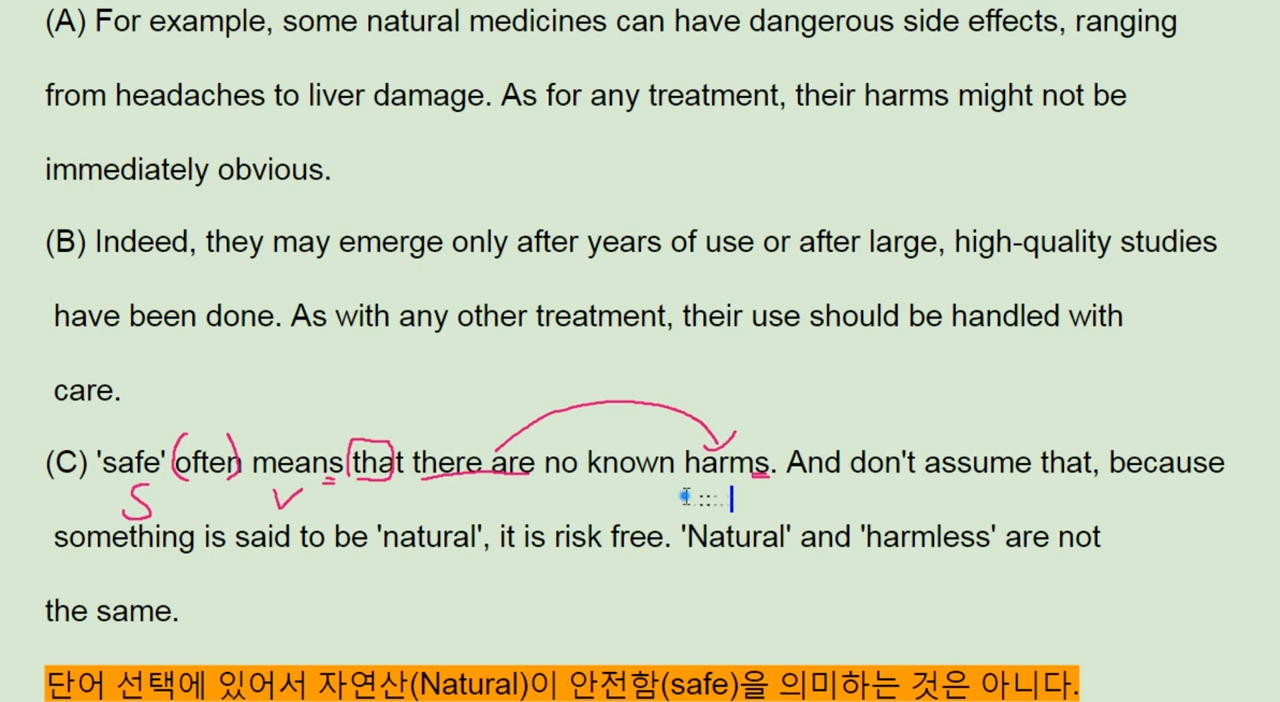 (A) For example, some natural medicines can have dangerous side effects, ranging
from headaches to liver damage. As for any treatment, their harms might not be
immediately obvious.
(B) Indeed, they may emerge only after years of use or after large, high-quality studies
have been done. As with any other treatment, their use should be handled with
care.
(C) 'safe' often means that there are no known harms. And don't assume that, because
S V
something is said to be 'natural', it is risk free. 'Natural' and 'harmless' are not
the same.
단어 선택에 있어서 자연산(Natural)이 안전함(safe)을 의미하는 것은 아니다.